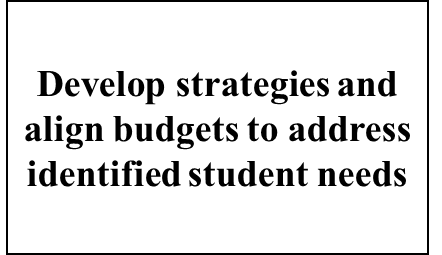 Develop strategies and
align budgets to address
identified student needs